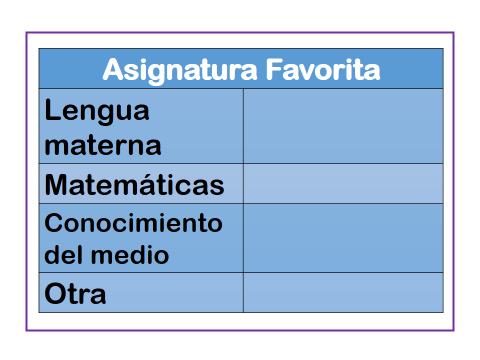 Asignatura Favorita
Lengua
materna
Matemáticas
Conocimiento
del medio
Otra